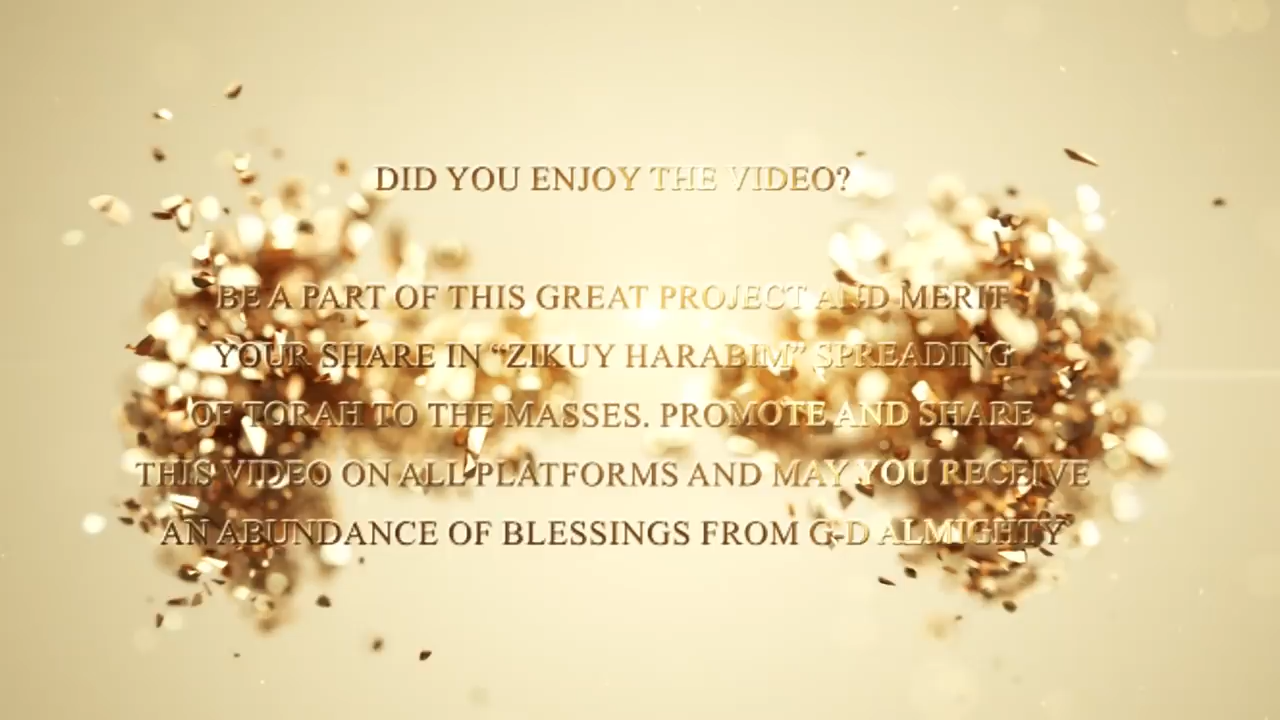 DID YOU ENJOY THE VIDEO?
BE A PART OF THIS GREAT PROJECT AND MERIT
YOUR SHARE IN “ZIKUY HARABIM” SPREADING
OF TORAH TO THE MASSES. PROMOTE AND SHARE
THIS VIDEO ON ALL PLATFORMS AND MAY YOU RECEIVE
AN ABUNDANCE OF BLESSINGS FROM G-D ALMIGHTY